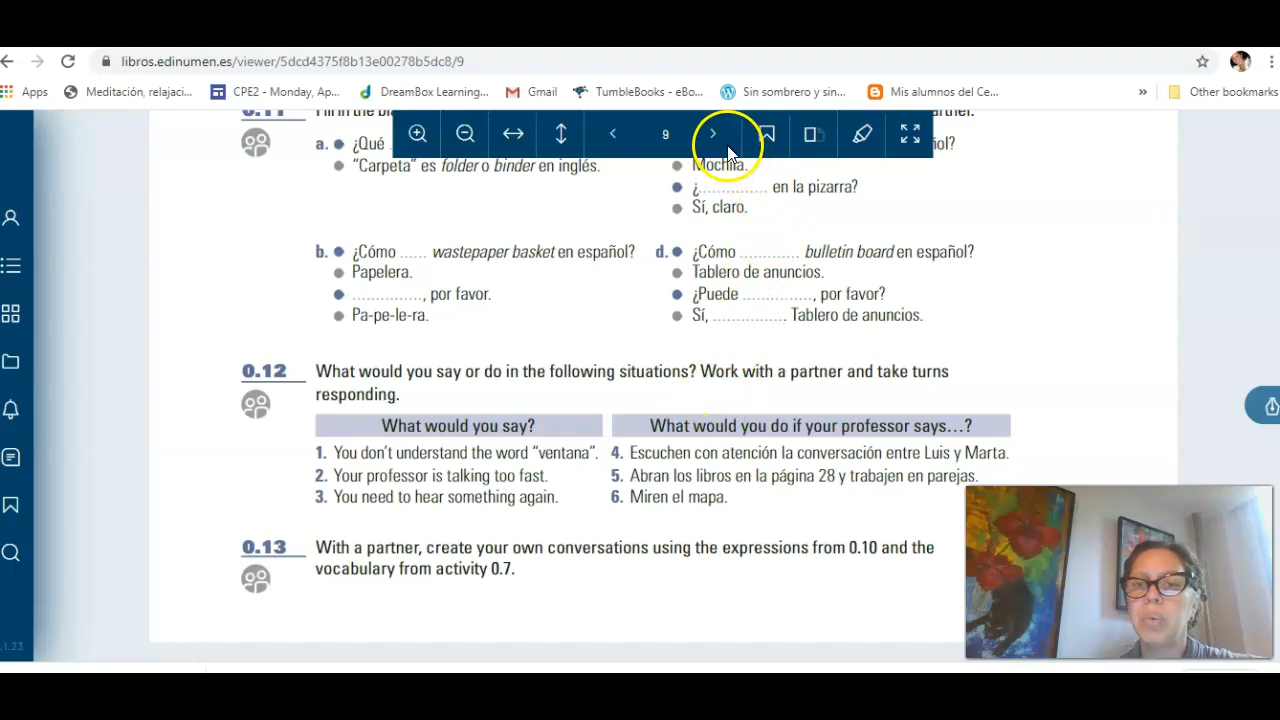 libros.edinumen.es/viewer/5dcd4375f8b13e00278b5dc8/9
Apps Meditación, relajaci... CPE2 - Monday, Ap... DreamBox Learning... Gmail TumbleBooks - eBo... Sin sombrero y sin... Mis alumnos del Ce... » Other bookmarks
9
a. ¿Qué
"Carpeta" es folder o binder en inglés.
Mochila.
¿.............. en la pizarra?
Sí, claro.
b. ¿Cómo ...... wastepaper basket en español?
Papelera.
.............., por favor.
Pa-pe-le-ra.
d. ¿Cómo ............ bulletin board en español?
Tablero de anuncios.
¿Puede .............., por favor?
Sí, ............... Tablero de anuncios.
0.12 What would you say or do in the following situations? Work with a partner and take turns
responding.
What would you say?
1. You don't understand the word "ventana".
2. Your professor is talking too fast.
3. You need to hear something again.
What would you do if your professor says...?
4. Escuchen con atención la conversación entre Luis y Marta.
5. Abran los libros en la página 28 y trabajen en parejas.
6. Miren el mapa.
0.13 With a partner, create your own conversations using the expressions from 0.10 and the
vocabulary from activity 0.7.
.1.23